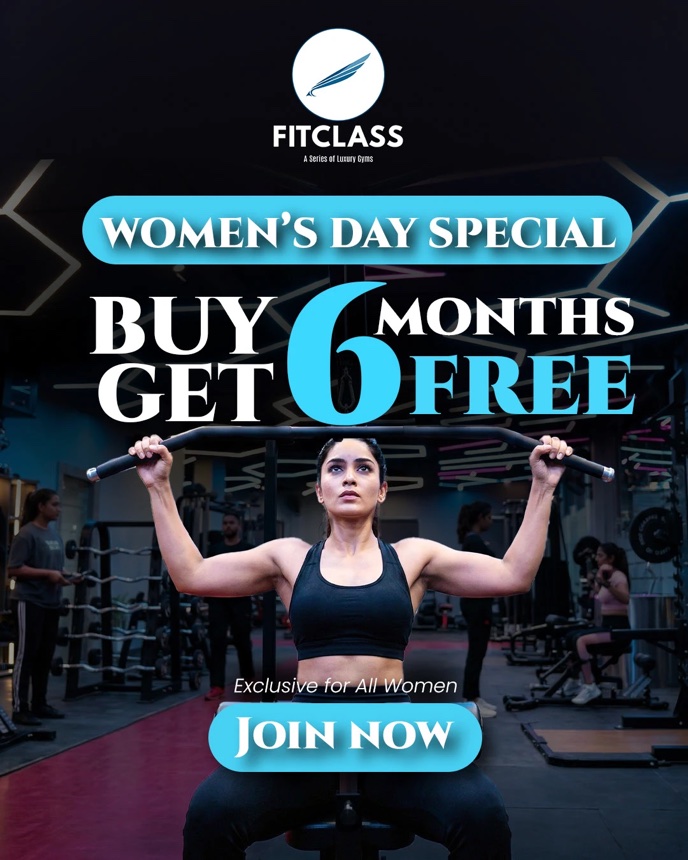 FITCLASS
A Series of Luxury Gyms
WOMEN'S DAY SPECIAL
BUY 6 MONTHS
GET 6 FREE
Exclusive for All Women
JOIN NOW